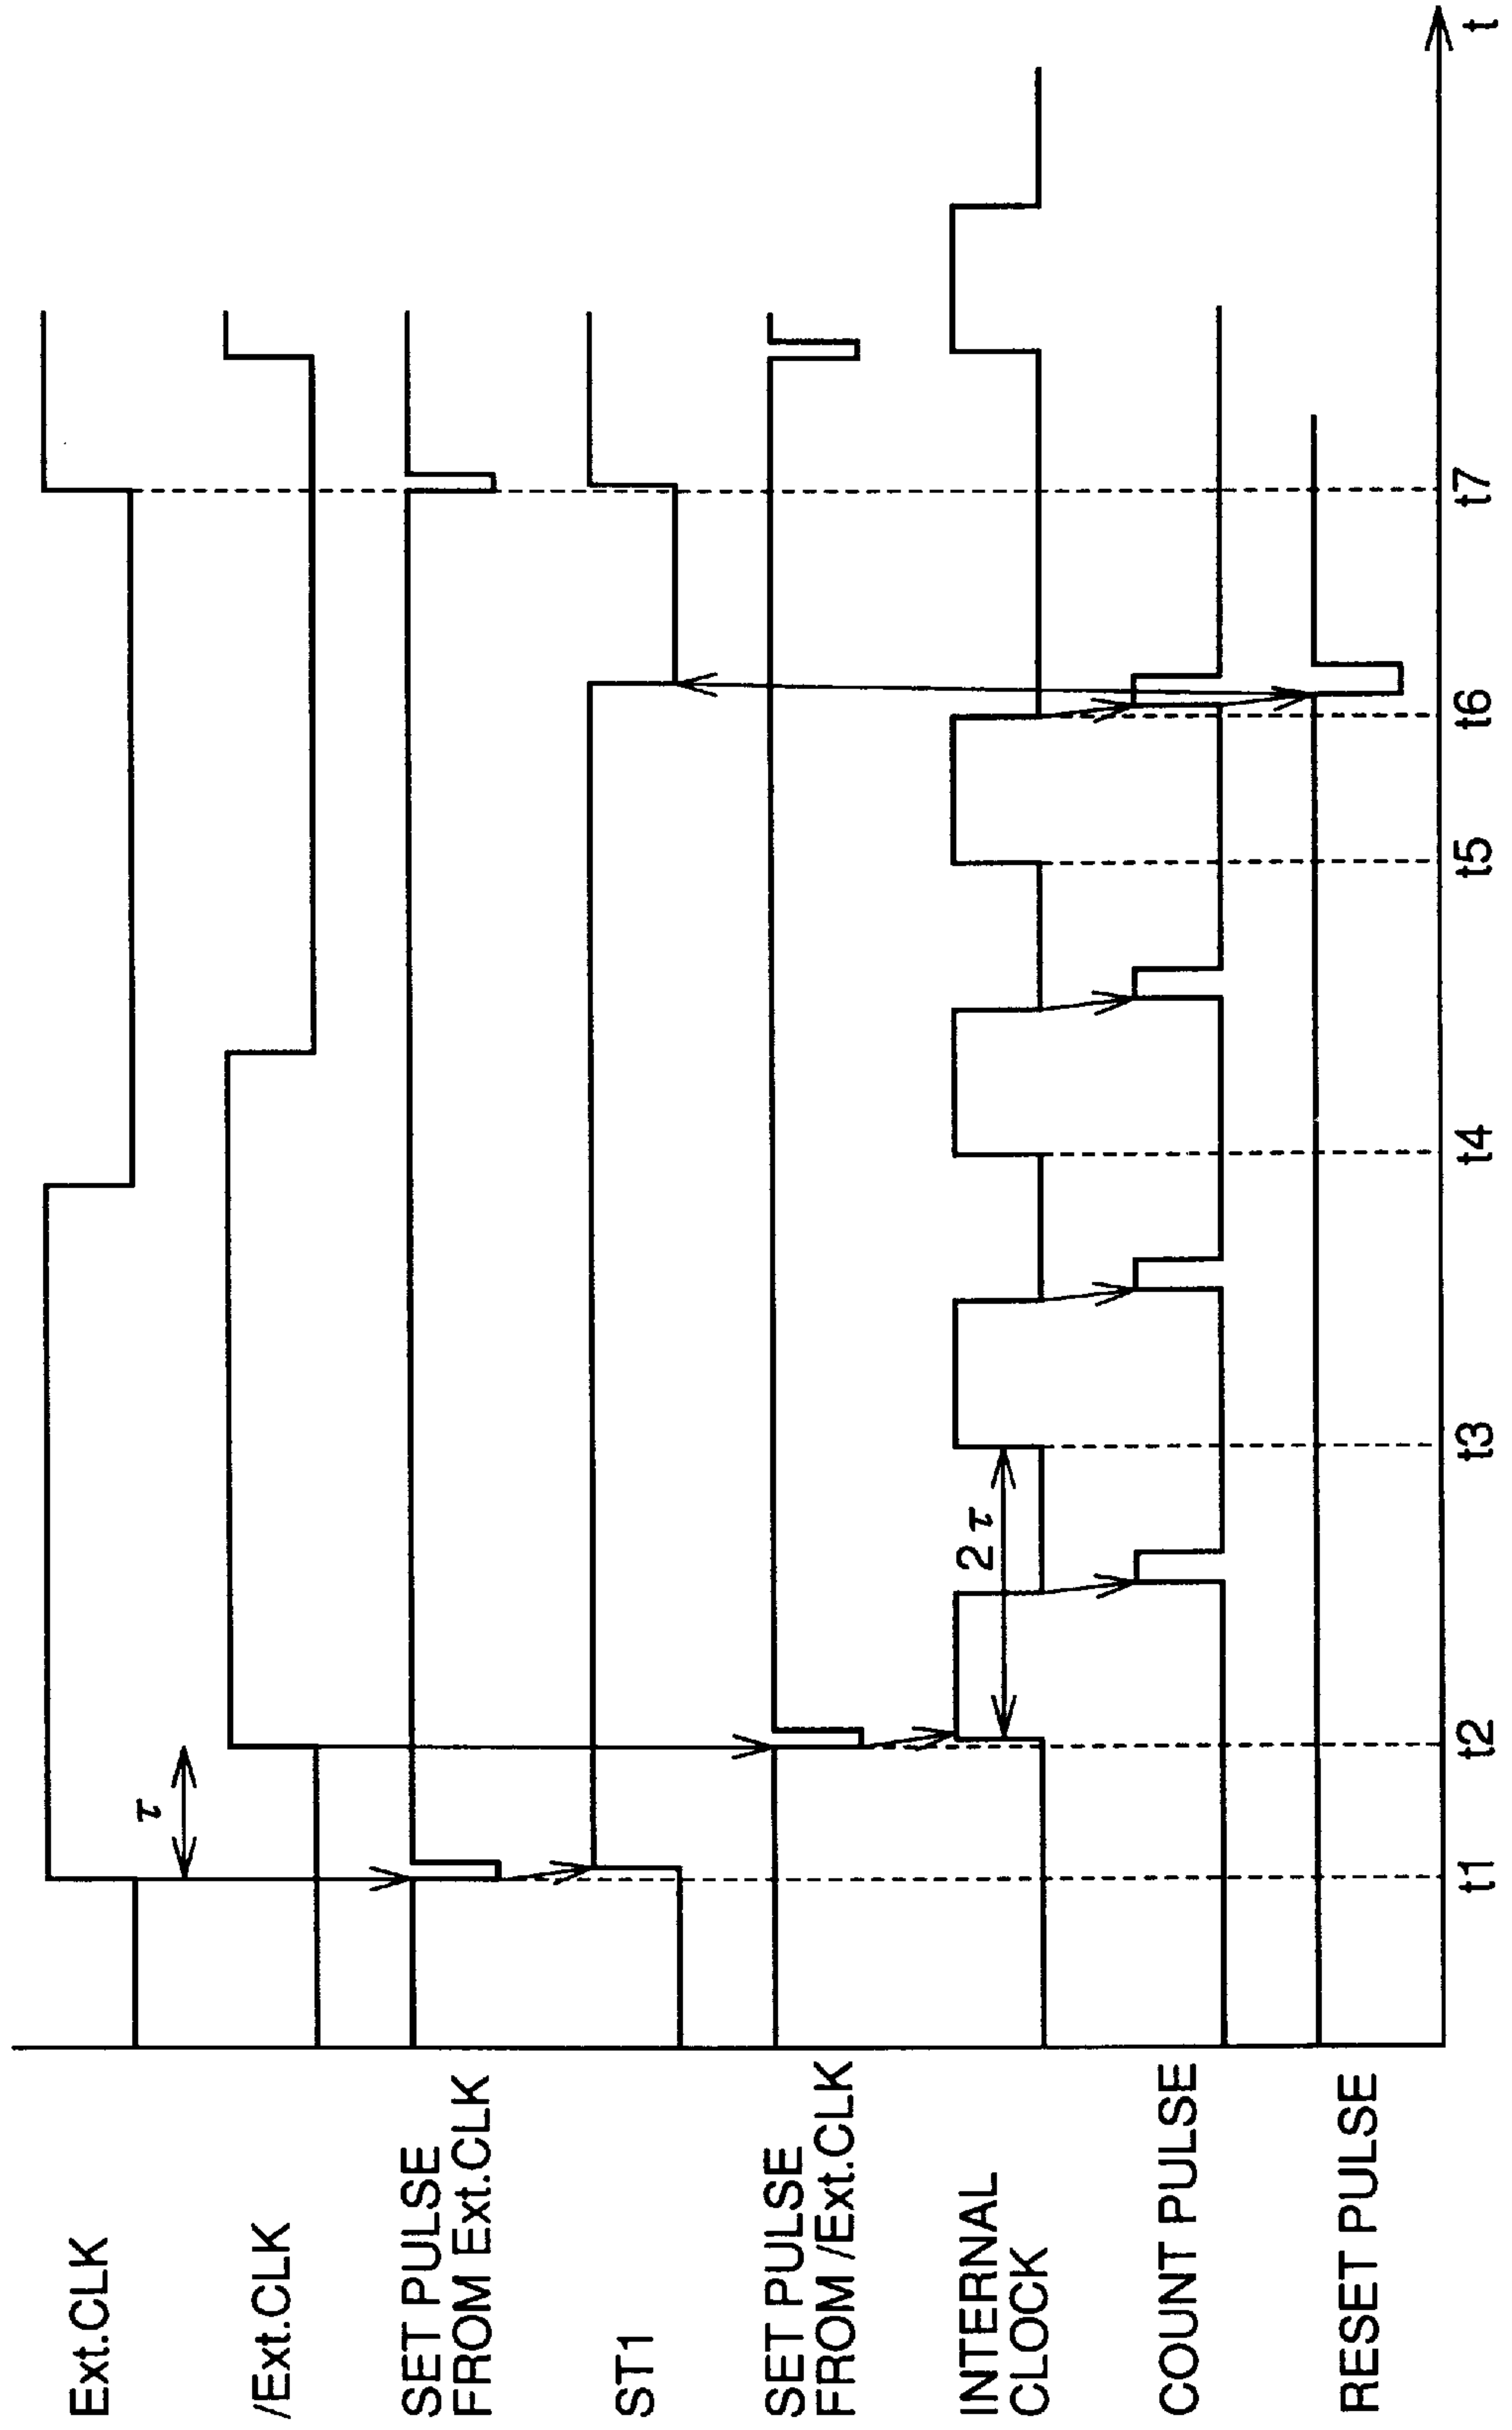 Ext.CLK
τ
/Ext.CLK
SET PULSE
FROM Ext.CLK
ST1
SET PULSE
FROM /Ext.CLK
INTERNAL
CLOCK
2τ
COUNT PULSE
RESET PULSE
t1
t2
t3
t4
t5
t6
t7
t